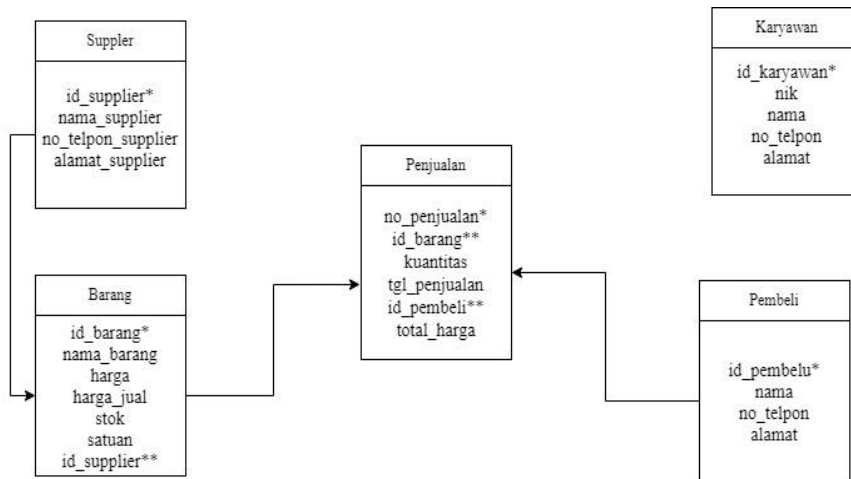 Suppler
id_supplier*
nama_supplier
no_telpon_supplier
alamat_supplier
Karyawan
id_karyawan*
nik
nama
no_telpon
alamat
Penjualan
no_penjualan*
id_barang**
kuantitas
tgl_penjualan
id_pembeli**
total_harga
Barang
id_barang*
nama_barang
harga
harga_jual
stok
satuan
id_supplier**
Pembeli
id_pembelu*
nama
no_telpon
alamat